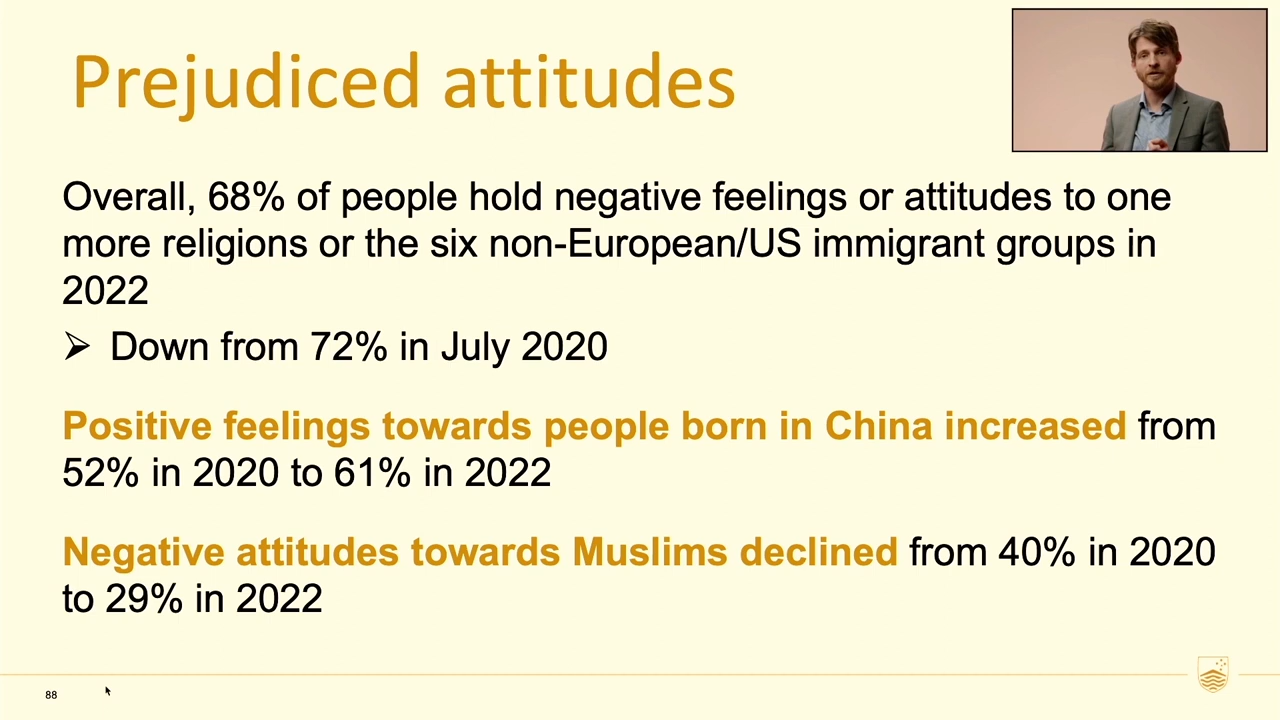 Prejudiced attitudes
Overall, 68% of people hold negative feelings or attitudes to one
more religions or the six non-European/US immigrant groups in
2022
➢ Down from 72% in July 2020
Positive feelings towards people born in China increased from
52% in 2020 to 61% in 2022
Negative attitudes towards Muslims declined from 40% in 2020
to 29% in 2022
88